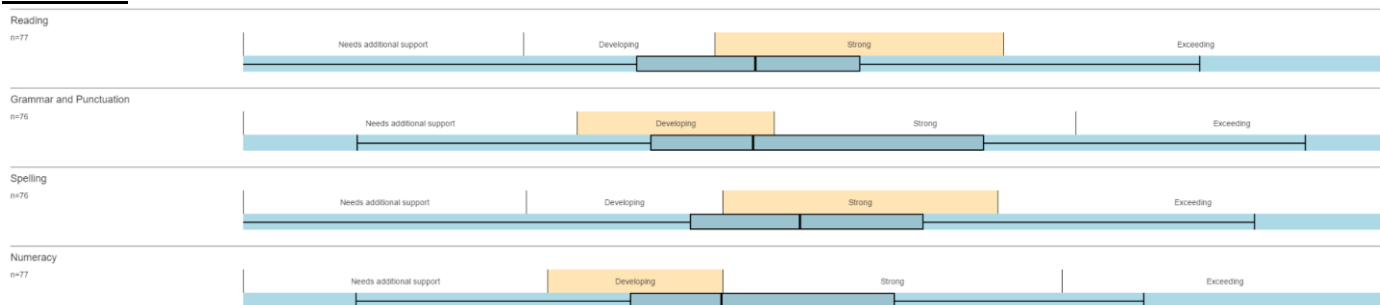 Reading
n=77
Needs additional support Developing Strong Exceeding
Grammar and Punctuation
n=76
Needs additional support Developing Strong Exceeding
Spelling
n=76
Needs additional support Developing Strong Exceeding
Numeracy
n=77
Needs additional support Developing Strong Exceeding